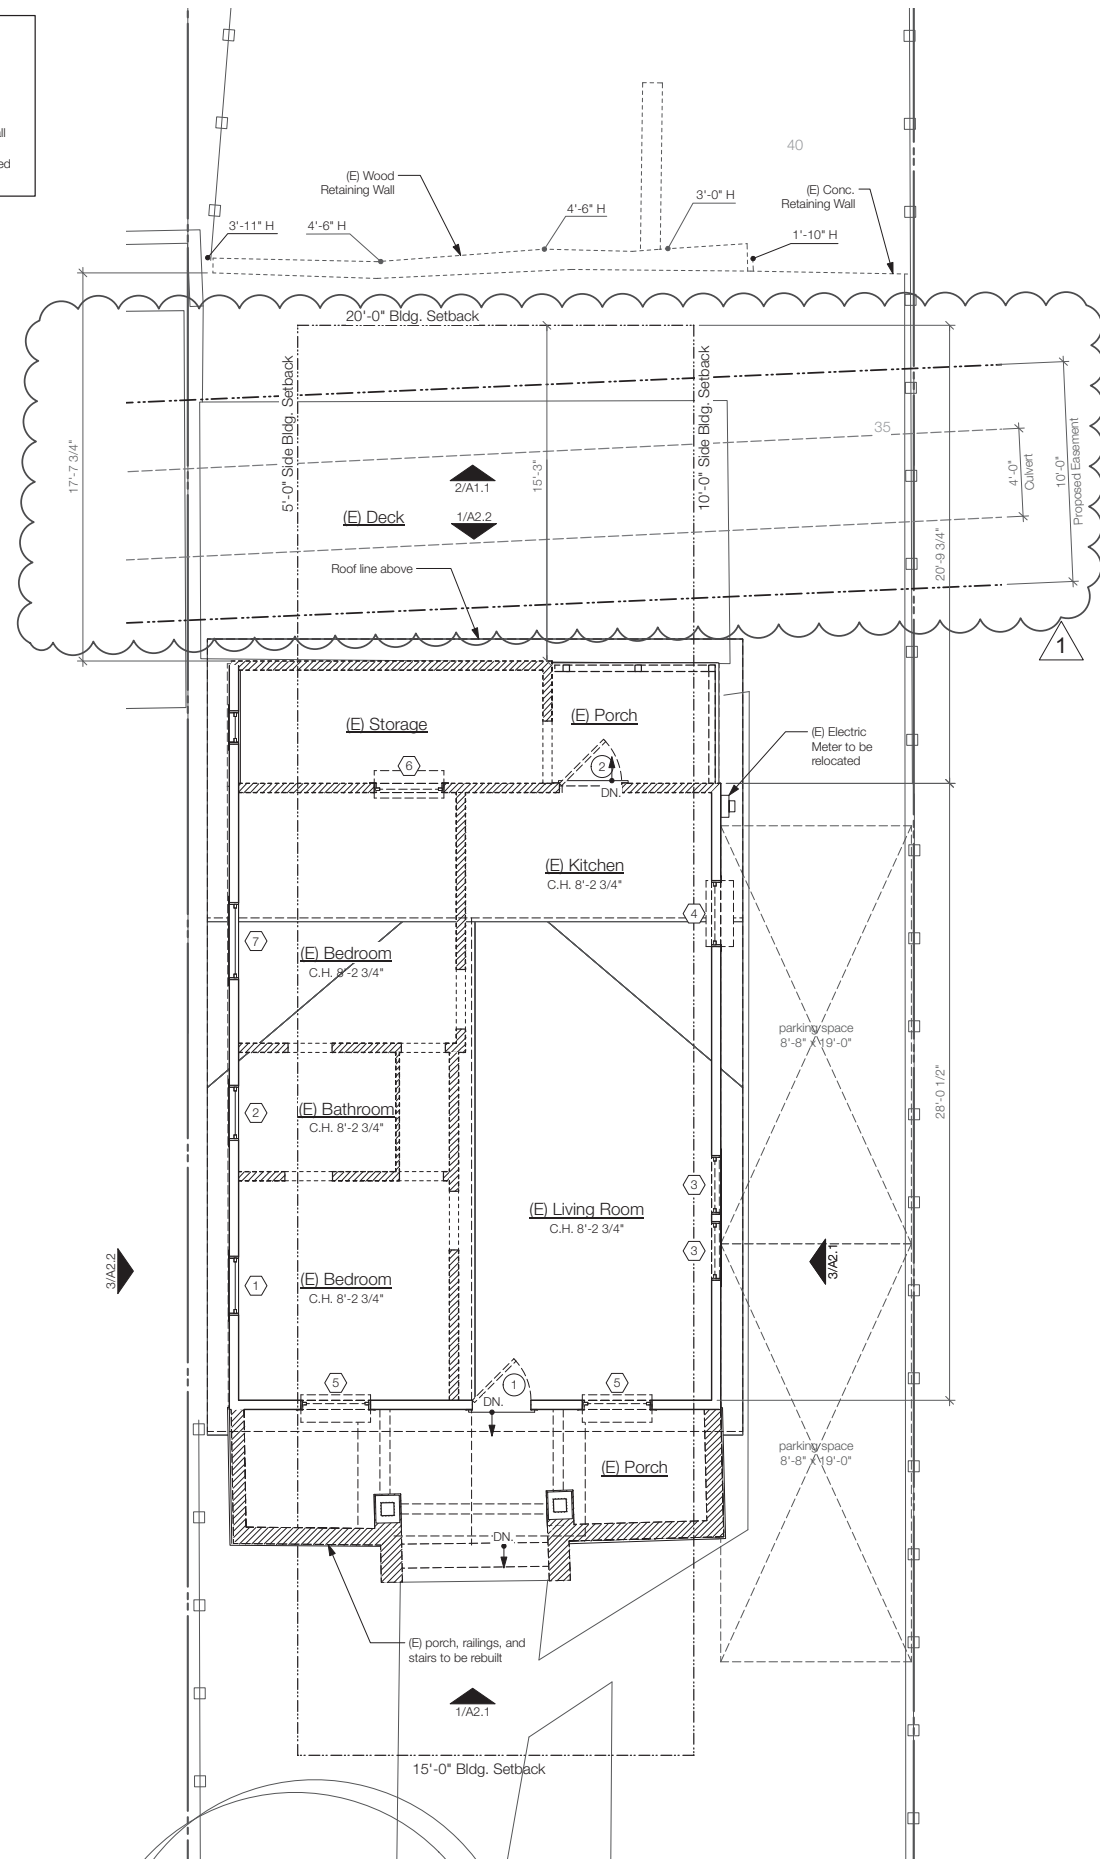 all
ed
40
(E) Wood
Retaining Wall
(E) Conc.
Retaining Wall
3'-11" H
4'-6" H
4'-6" H
3'-0" H
1'-10" H
20'-0" Bldg. Setback
5'-0" Side Bldg. Setback
10'-0" Side Bldg. Setback
17'-7 3/4"
15'-3"
35
4'-0"
Culvert
10'-0"
Proposed Easement
2/A1.1
(E) Deck
1/A2.2
20'-9 3/4"
Roof line above
1
(E) Storage
(E) Porch
(E) Electric
Meter to be
relocated
6
2
DN.
(E) Kitchen
C.H. 8'-2 3/4"
4
7
(E) Bedroom
C.H. 8'-2 3/4"
parking space
8'-8" x 19'-0"
28'-0 1/2"
2
(E) Bathroom
C.H. 8'-2 3/4"
3
(E) Living Room
C.H. 8'-2 3/4"
3
3/A2.2
3/A2.1
1
(E) Bedroom
C.H. 8'-2 3/4"
5
1
5
DN.
(E) Porch
parking space
8'-8" x 19'-0"
DN.
(E) porch, railings, and
stairs to be rebuilt
1/A2.1
15'-0" Bldg. Setback